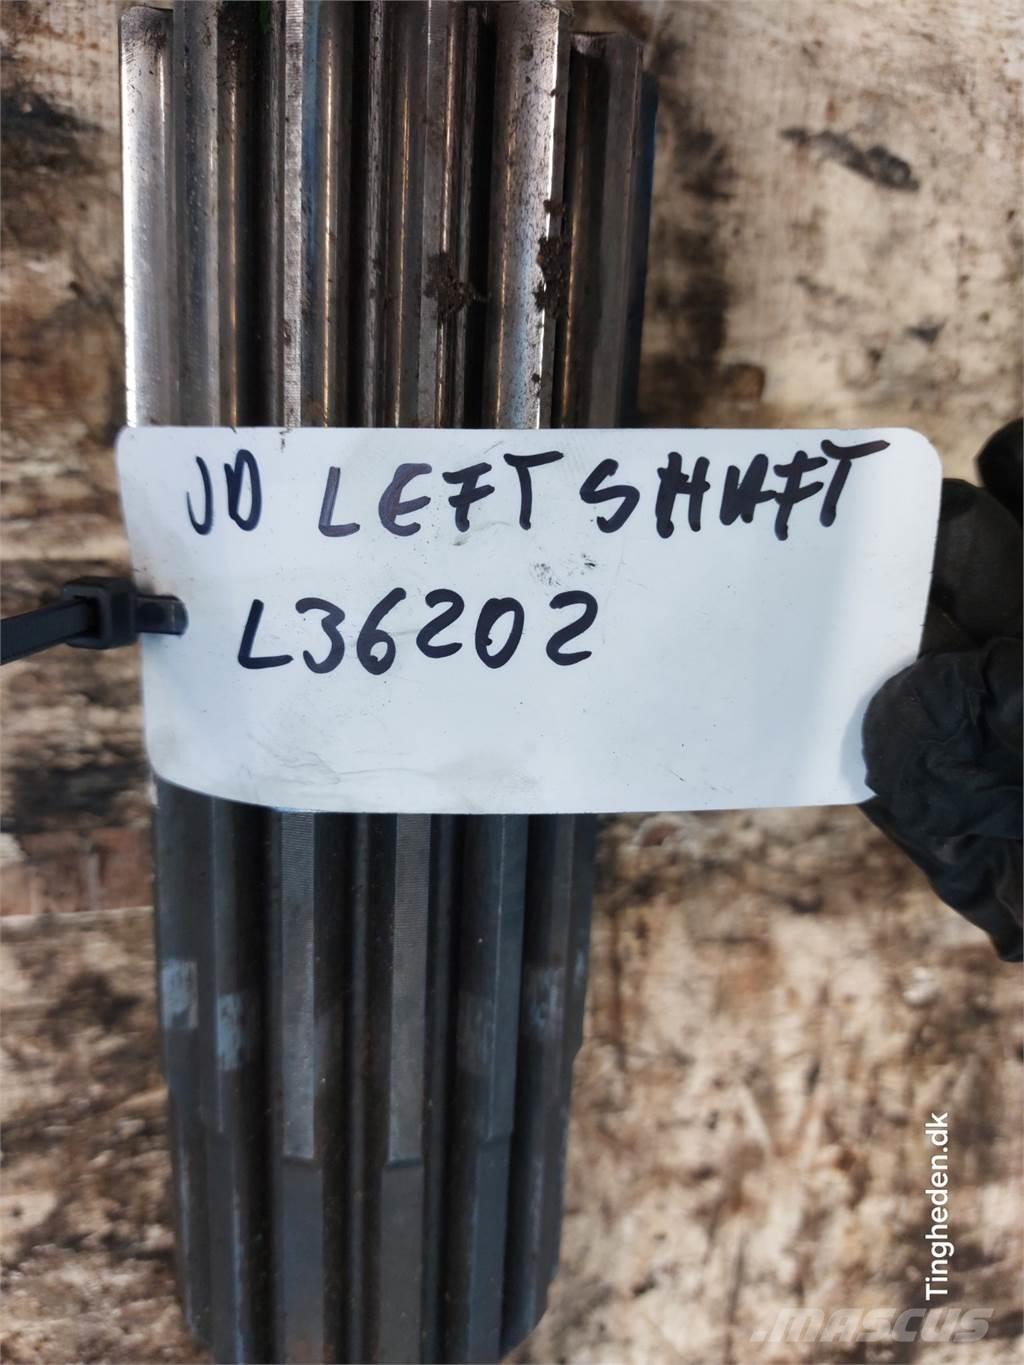 JD LEFT SHAFT
L36202
Tingheden.dk
MASCUS